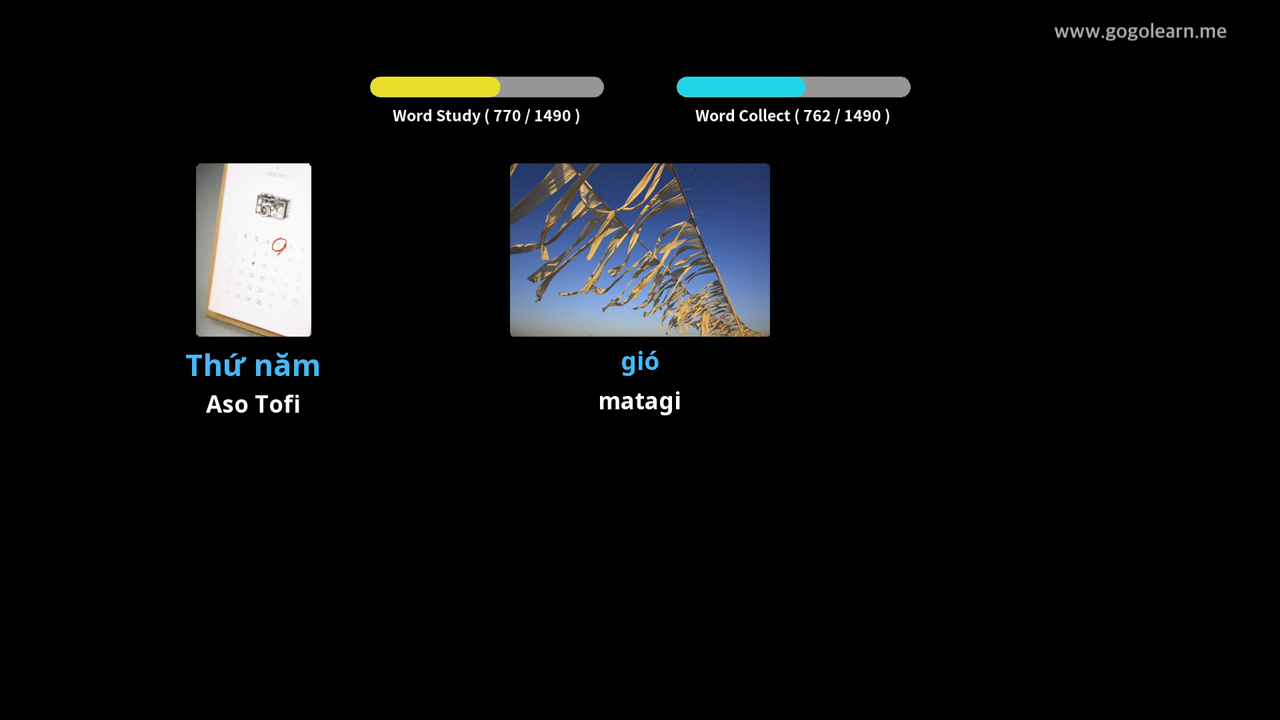 www.gogolearn.me
Word Study ( 770 / 1490 )
Word Collect ( 762 / 1490 )
Thứ năm
Aso Tofi
gió
matagi